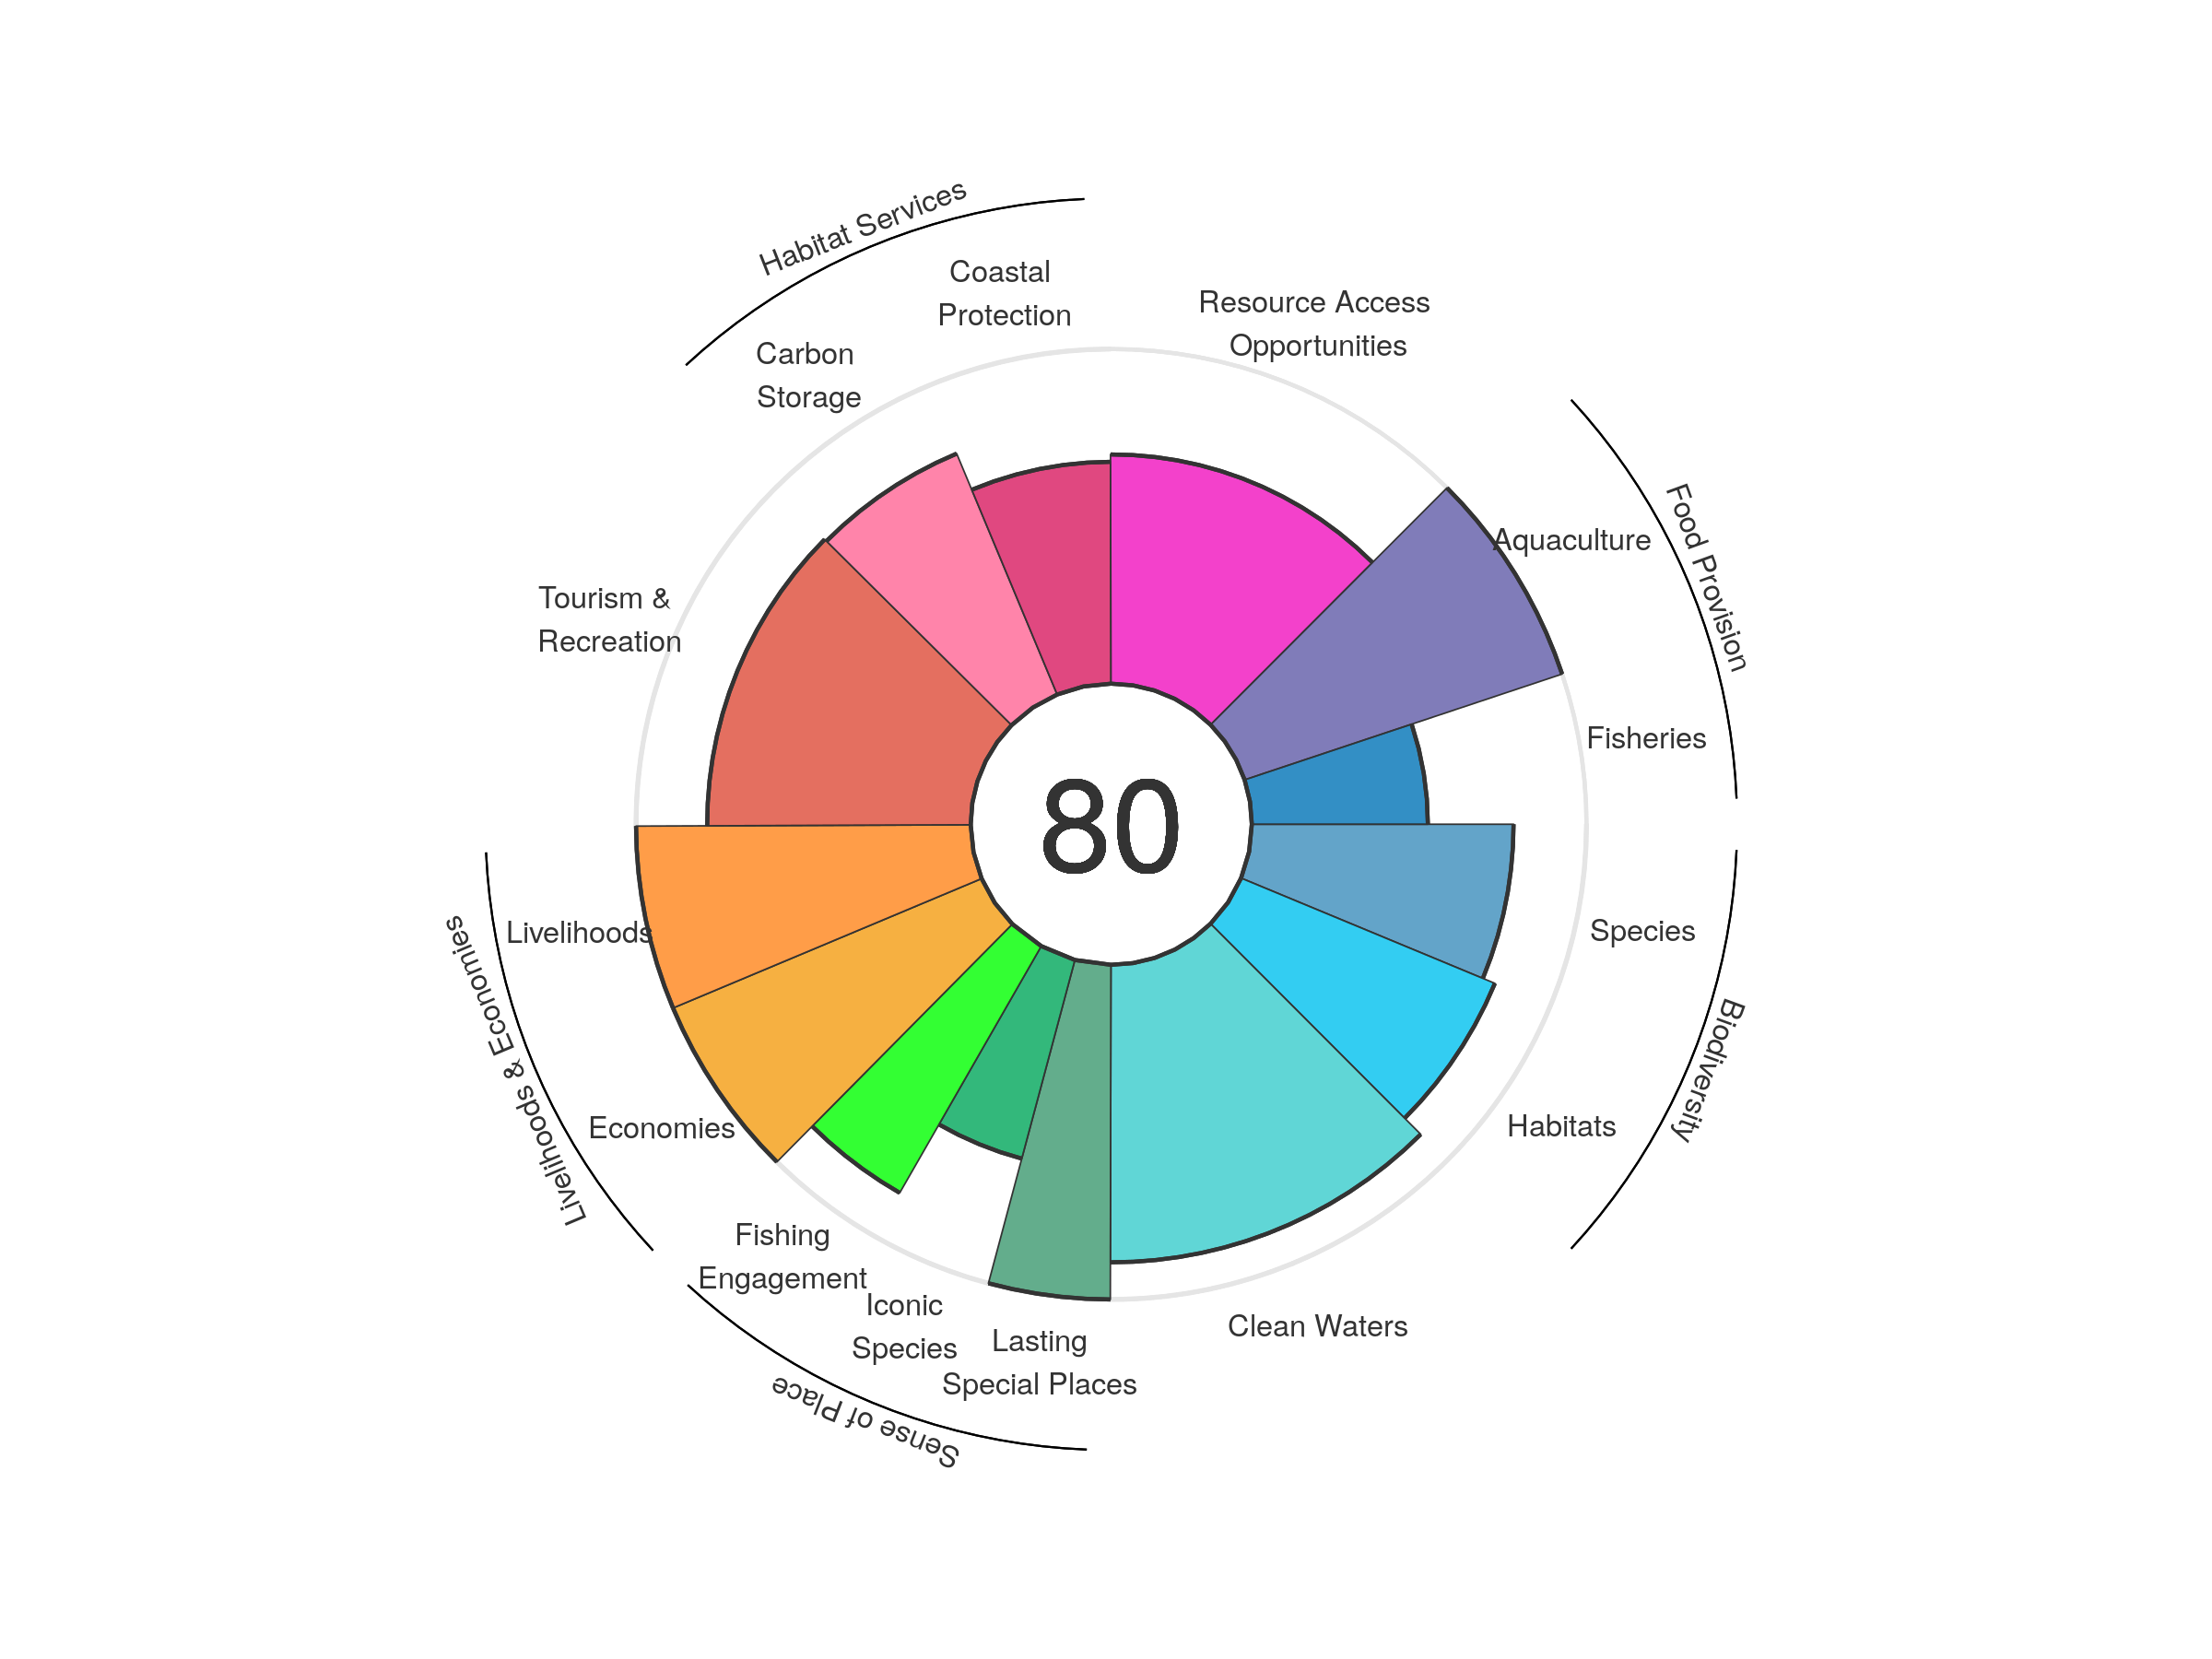 Habitat Services
Coastal
Protection
Resource Access
Opportunities
Carbon
Storage
Food Provision
Aquaculture
Tourism &
Recreation
Fisheries
80
Livelihoods
Species
Livelihoods & Economies
Biodiversity
Economies
Habitats
Fishing
Engagement
Iconic
Species
Lasting
Special Places
Clean Waters
Sense of Place